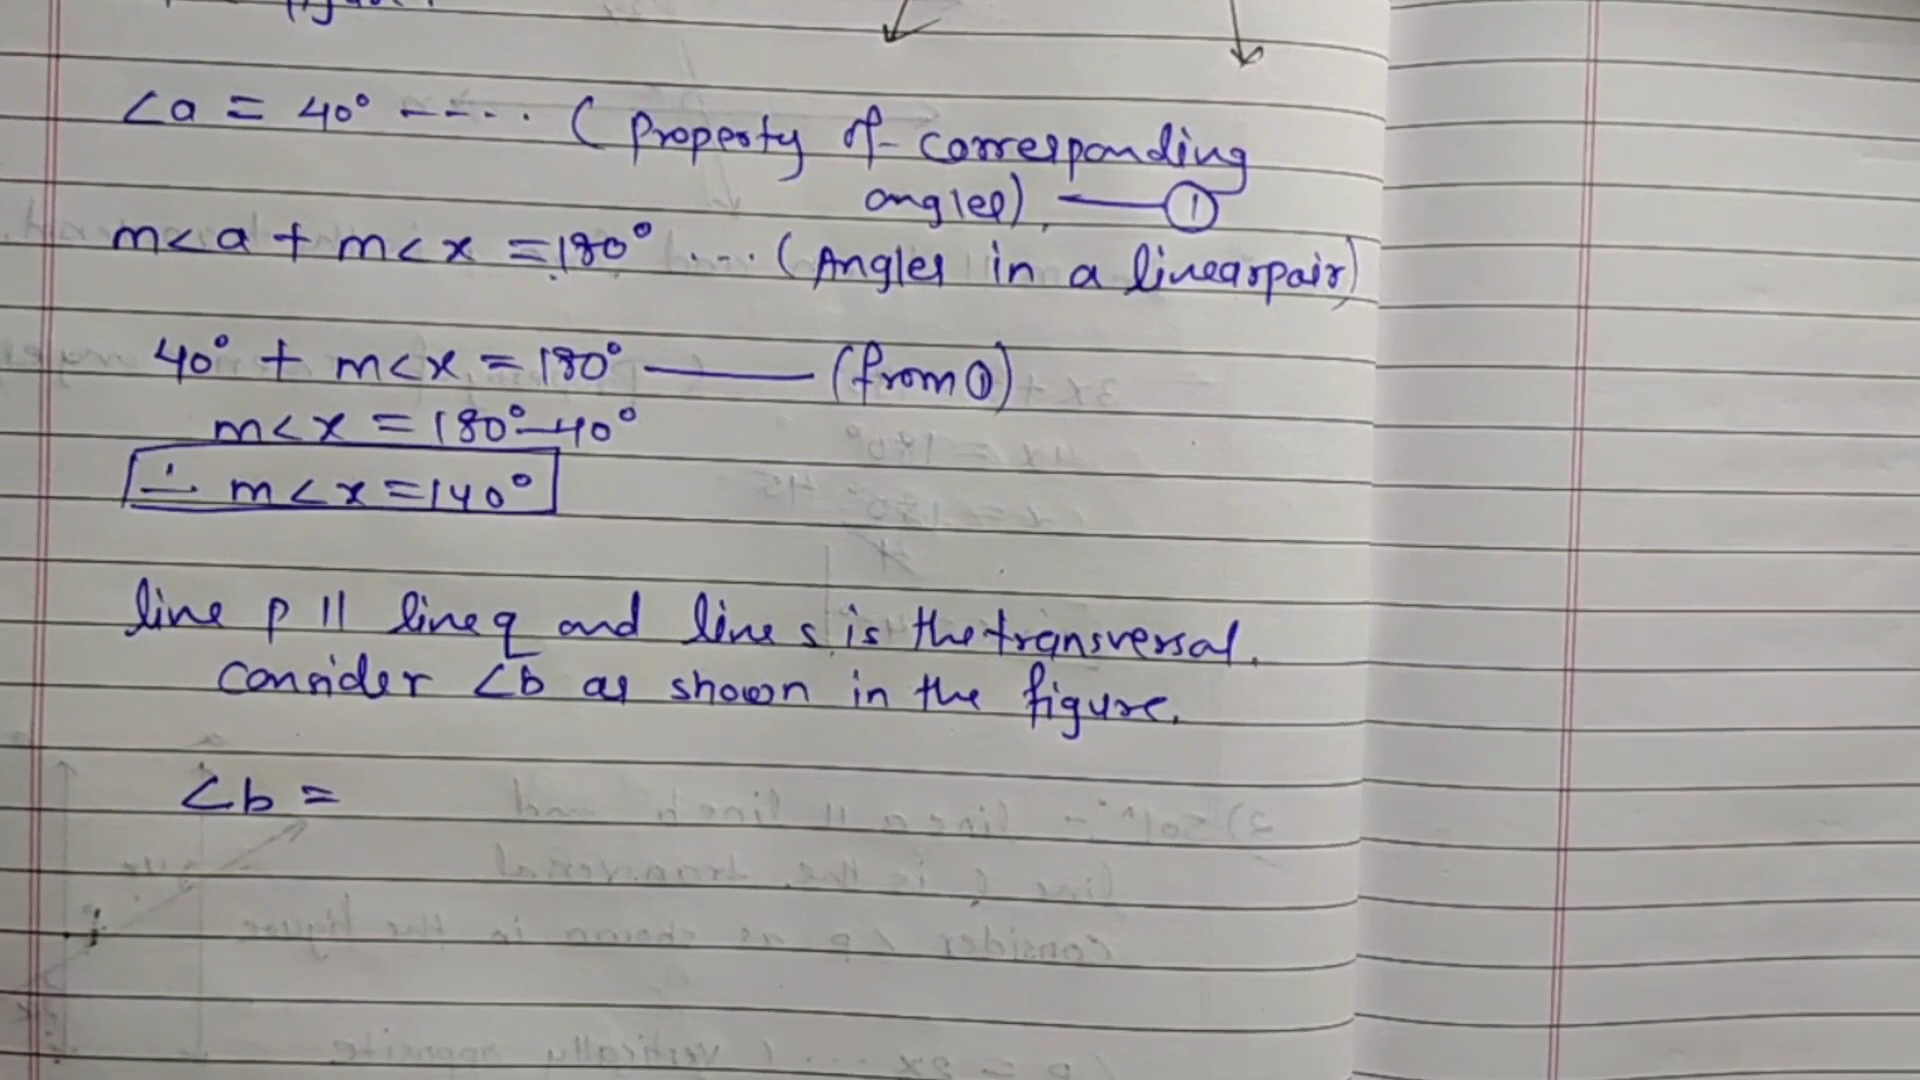 ∠a = 40° ----. (Property of corresponding
angles), —— ①
m∠a + m∠x = 180° ... (Angles in a linearpair)
40° + m∠x = 180° —— (from ①)
m∠x = 180° - 40°
∴ m∠x = 140°
line p || line q and line s is the transversal.
consider ∠b as shown in the figure.
∠b =